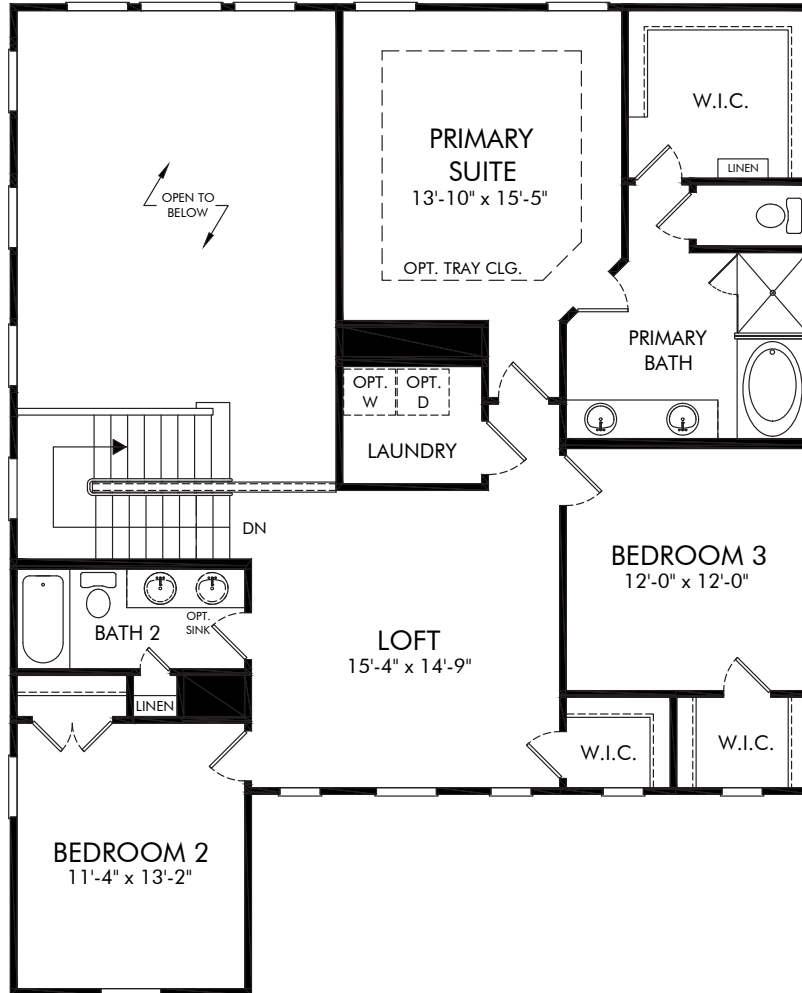 W.I.C.
LINEN
PRIMARY
SUITE
13'-10" x 15'-5"
OPT. TRAY CLG.
OPEN TO
BELOW
PRIMARY
BATH
OPT.
W
OPT.
D
LAUNDRY
DN
BEDROOM 3
12'-0" x 12'-0"
OPT.
SINK
BATH 2
LOFT
15'-4" x 14'-9"
LINEN
W.I.C.
W.I.C.
BEDROOM 2
11'-4" x 13'-2"